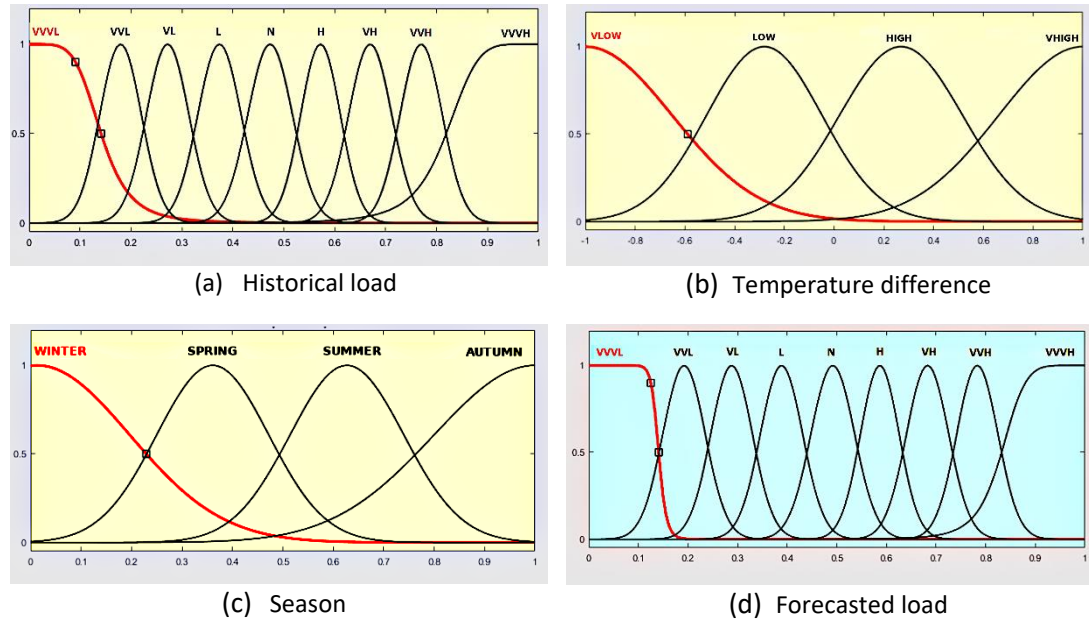 VVVL VVL VL L N H VH VVH VVVH
1
0.5
0
0 0.1 0.2 0.3 0.4 0.5 0.6 0.7 0.8 0.9 1
(a) Historical load
VLOW LOW HIGH VHIGH
1
0.5
0
-1 -0.8 -0.6 -0.4 -0.2 0 0.2 0.4 0.6 0.8 1
(b) Temperature difference
WINTER SPRING SUMMER AUTUMN
1
0.5
0
0 0.1 0.2 0.3 0.4 0.5 0.6 0.7 0.8 0.9 1
(c) Season
VVVL VVL VL L N H VH VVH VVVH
1
0.5
0
0 0.1 0.2 0.3 0.4 0.5 0.6 0.7 0.8 0.9 1
(d) Forecasted load